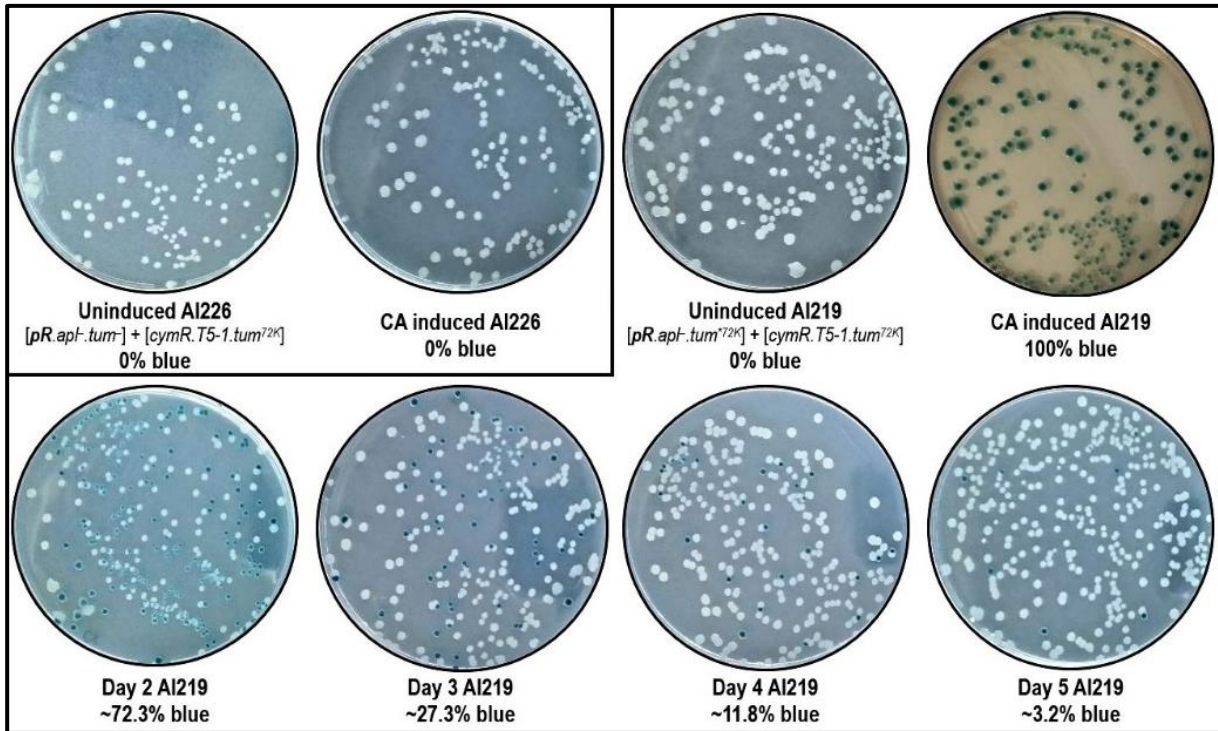 Uninduced AI226
[pR.apl-.tum-] + [cymR.T5-1.tum72K]
0% blue
CA induced AI226
0% blue
Uninduced AI219
[pR.apl-.tum*72K] + [cymR.T5-1.tum72K]
0% blue
CA induced AI219
100% blue
Day 2 AI219
~72.3% blue
Day 3 AI219
~27.3% blue
Day 4 AI219
~11.8% blue
Day 5 AI219
~3.2% blue